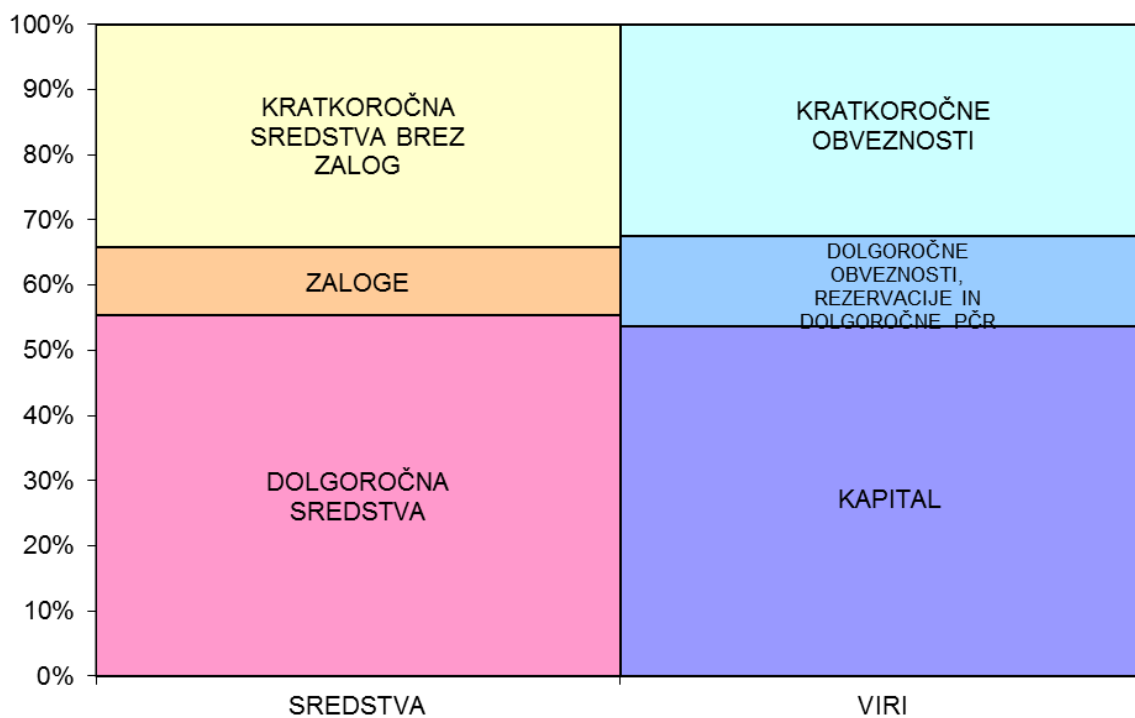 100%
90%
80%
70%
60%
50%
40%
30%
20%
10%
0%
KRATKOROČNA
SREDSTVA BREZ
ZALOG
ZALOGE
DOLGOROČNA
SREDSTVA
KRATKOROČNE
OBVEZNOSTI
DOLGOROČNE
OBVEZNOSTI,
REZERVACIJE IN
DOLGOROČNE PČR
KAPITAL
SREDSTVA
VIRI